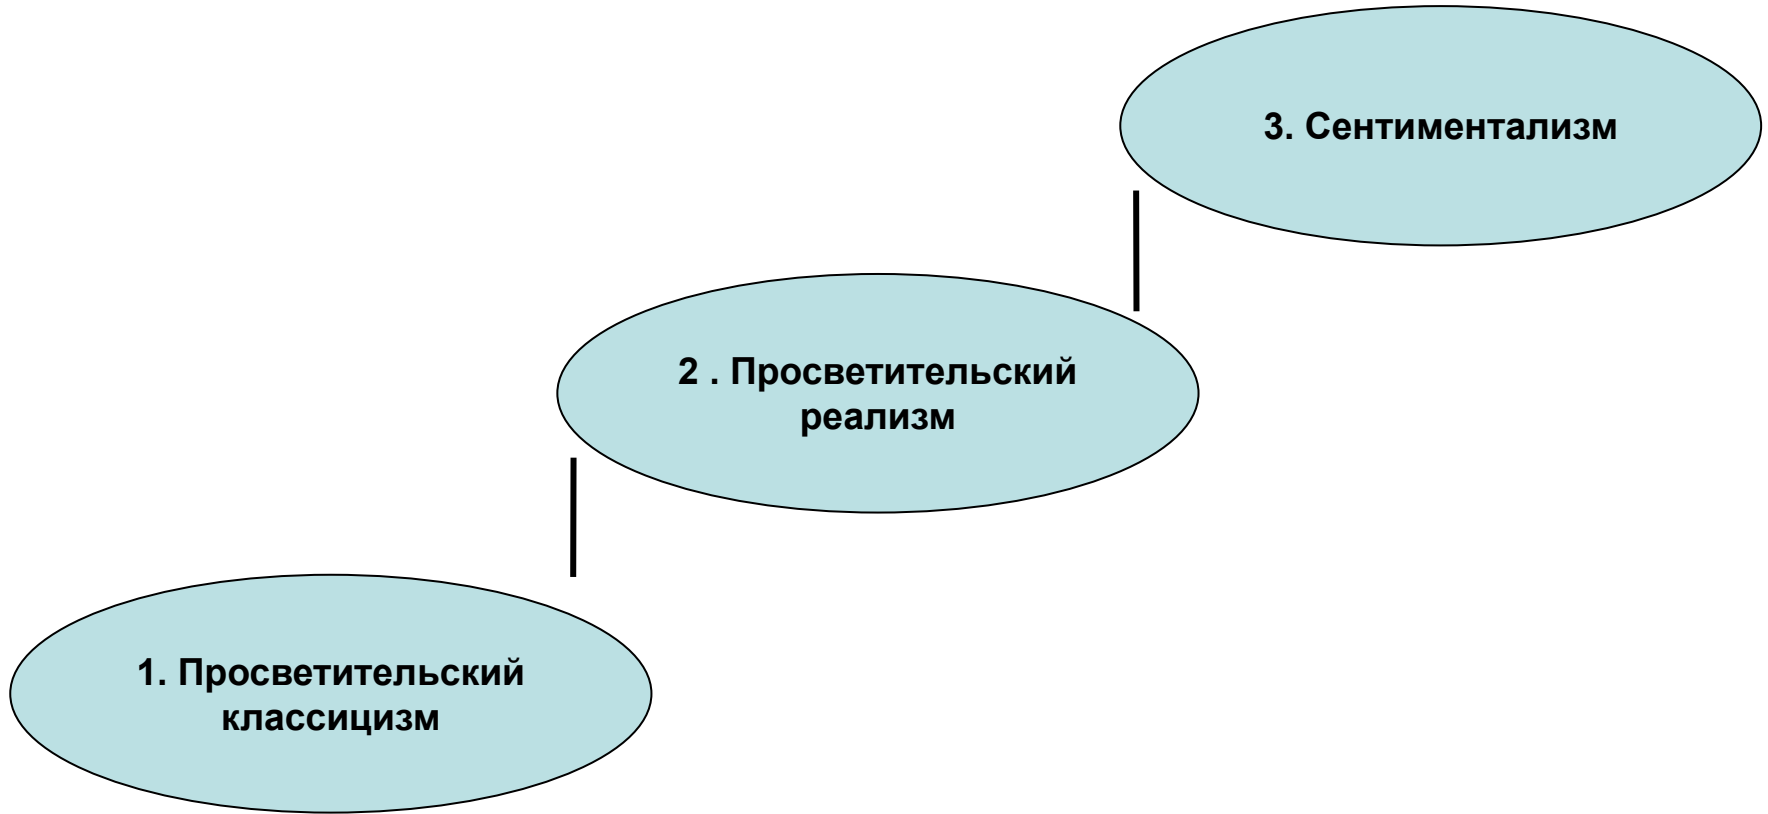 3. Сентиментализм
2 . Просветительский
реализм
1. Просветительский
классицизм